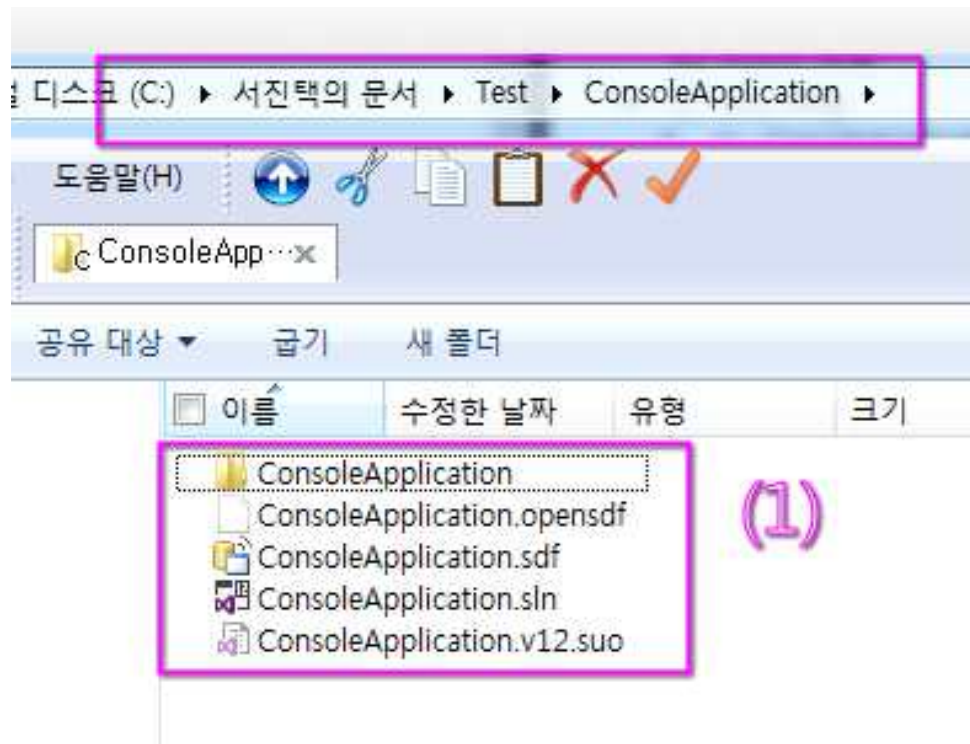 디스크 (C:) ▸ 서진택의 문서 ▸ Test ▸ ConsoleApplication ▸
도움말(H)
ConsoleApp…
공유 대상 ▼ 굽기 새 폴더
이름 수정한 날짜 유형 크기
ConsoleApplication
ConsoleApplication.opensdf
(1)
ConsoleApplication.sdf
ConsoleApplication.sln
ConsoleApplication.v12.suo